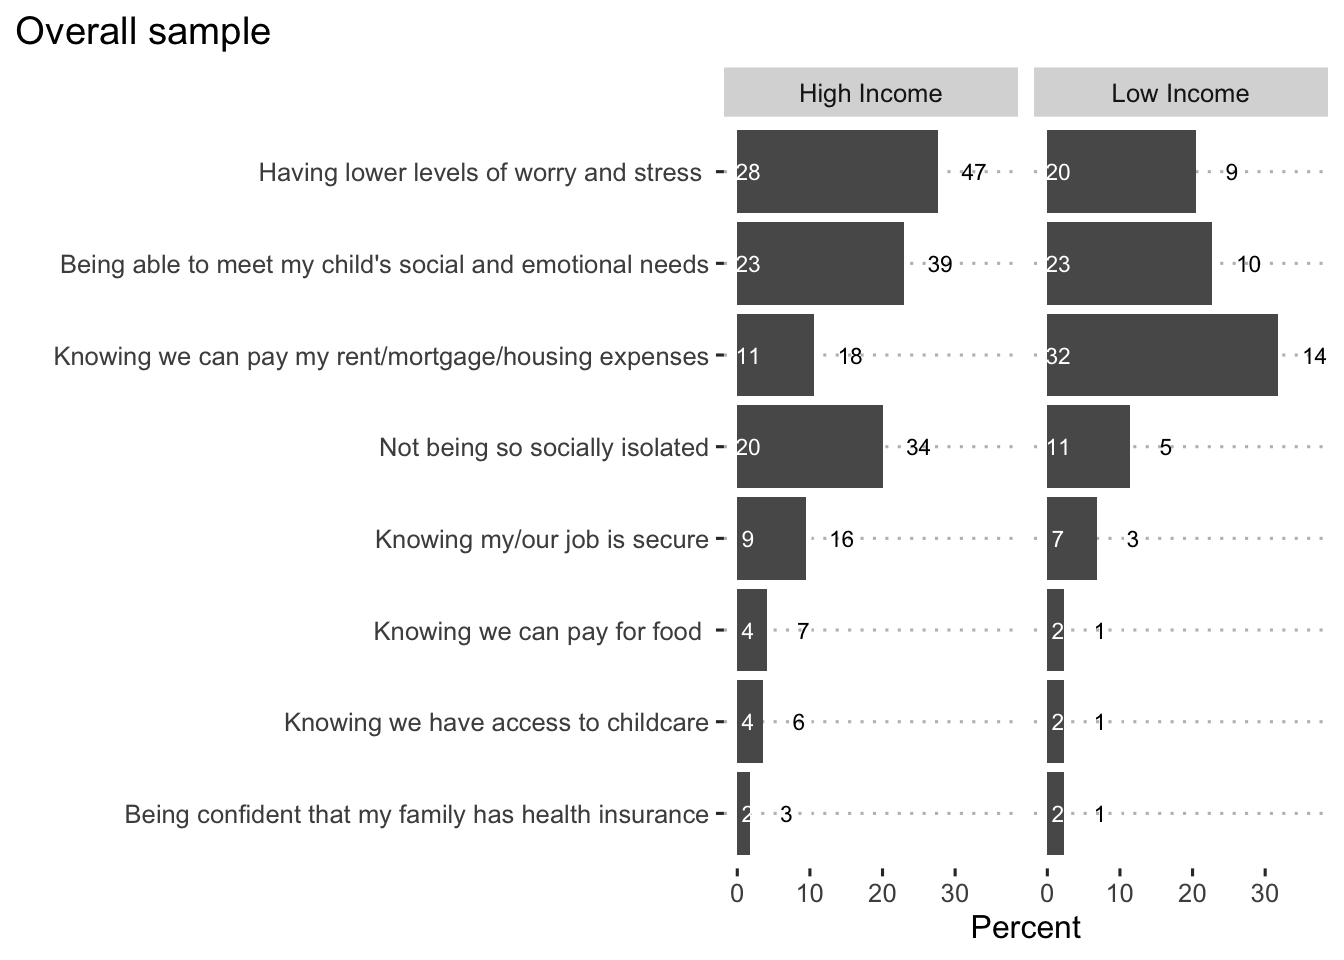 Overall sample
High Income Low Income
Having lower levels of worry and stress 28 47 20 9
Being able to meet my child's social and emotional needs 23 39 23 10
Knowing we can pay my rent/mortgage/housing expenses 11 18 32 14
Not being so socially isolated 20 34 11 5
Knowing my/our job is secure 9 16 7 3
Knowing we can pay for food 4 7 2 1
Knowing we have access to childcare 4 6 2 1
Being confident that my family has health insurance 2 3 2 1
0 10 20 30 0 10 20 30
Percent